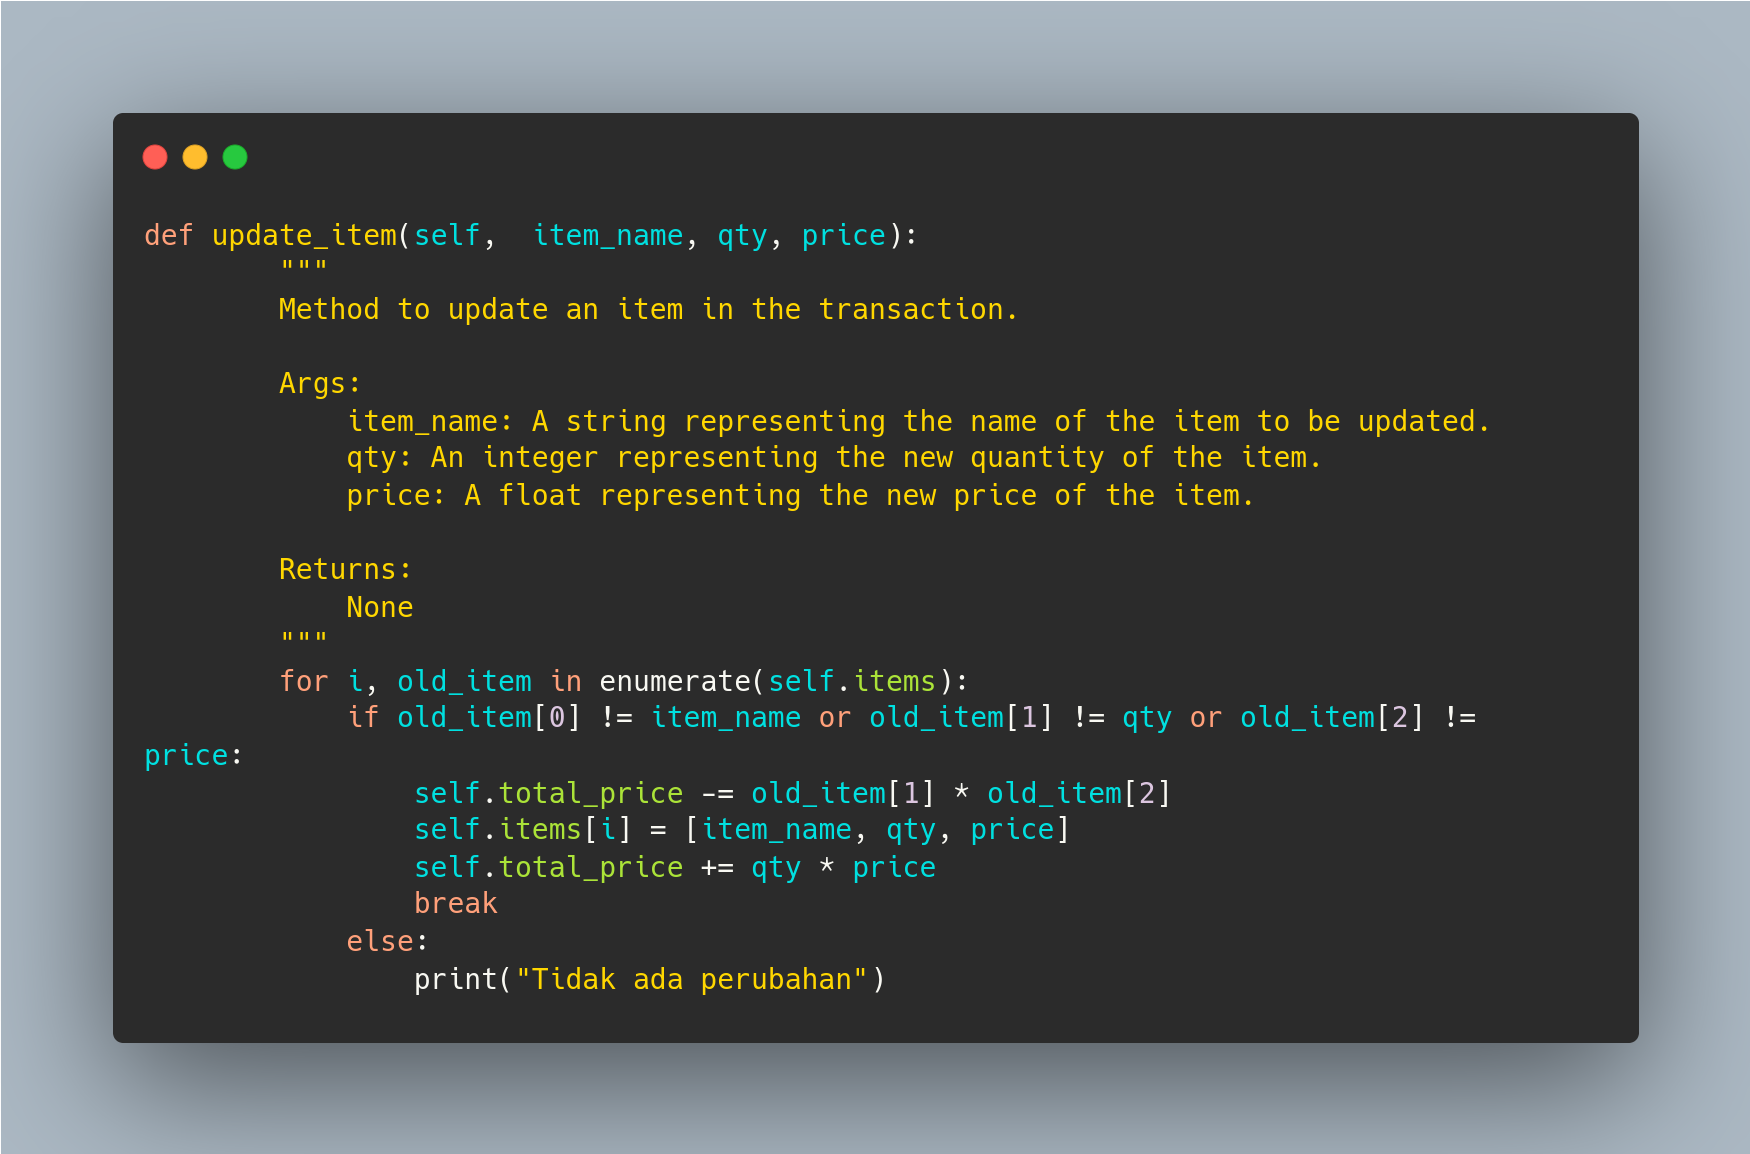 def update_item(self,  item_name, qty, price):
        """
        Method to update an item in the transaction.

        Args:
            item_name: A string representing the name of the item to be updated.
            qty: An integer representing the new quantity of the item.
            price: A float representing the new price of the item.

        Returns:
            None
        """
        for i, old_item in enumerate(self.items):
            if old_item[0] != item_name or old_item[1] != qty or old_item[2] !=
price:
                self.total_price -= old_item[1] * old_item[2]
                self.items[i] = [item_name, qty, price]
                self.total_price += qty * price
                break
            else:
                print("Tidak ada perubahan")